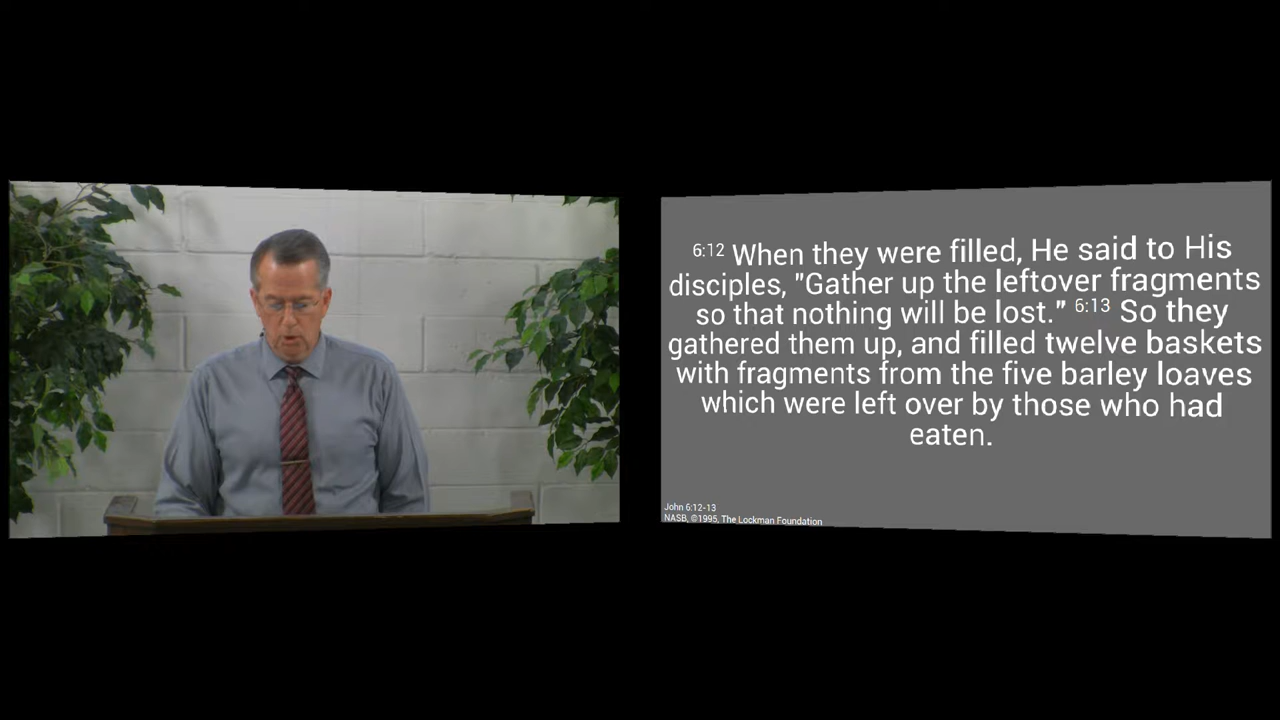 6:12 When they were filled, He said to His
disciples, "Gather up the leftover fragments
so that nothing will be lost." 6:13 So they
gathered them up, and filled twelve baskets
with fragments from the five barley loaves
which were left over by those who had
eaten.
John 6:12-13
NASB, ©1995, The Lockman Foundation